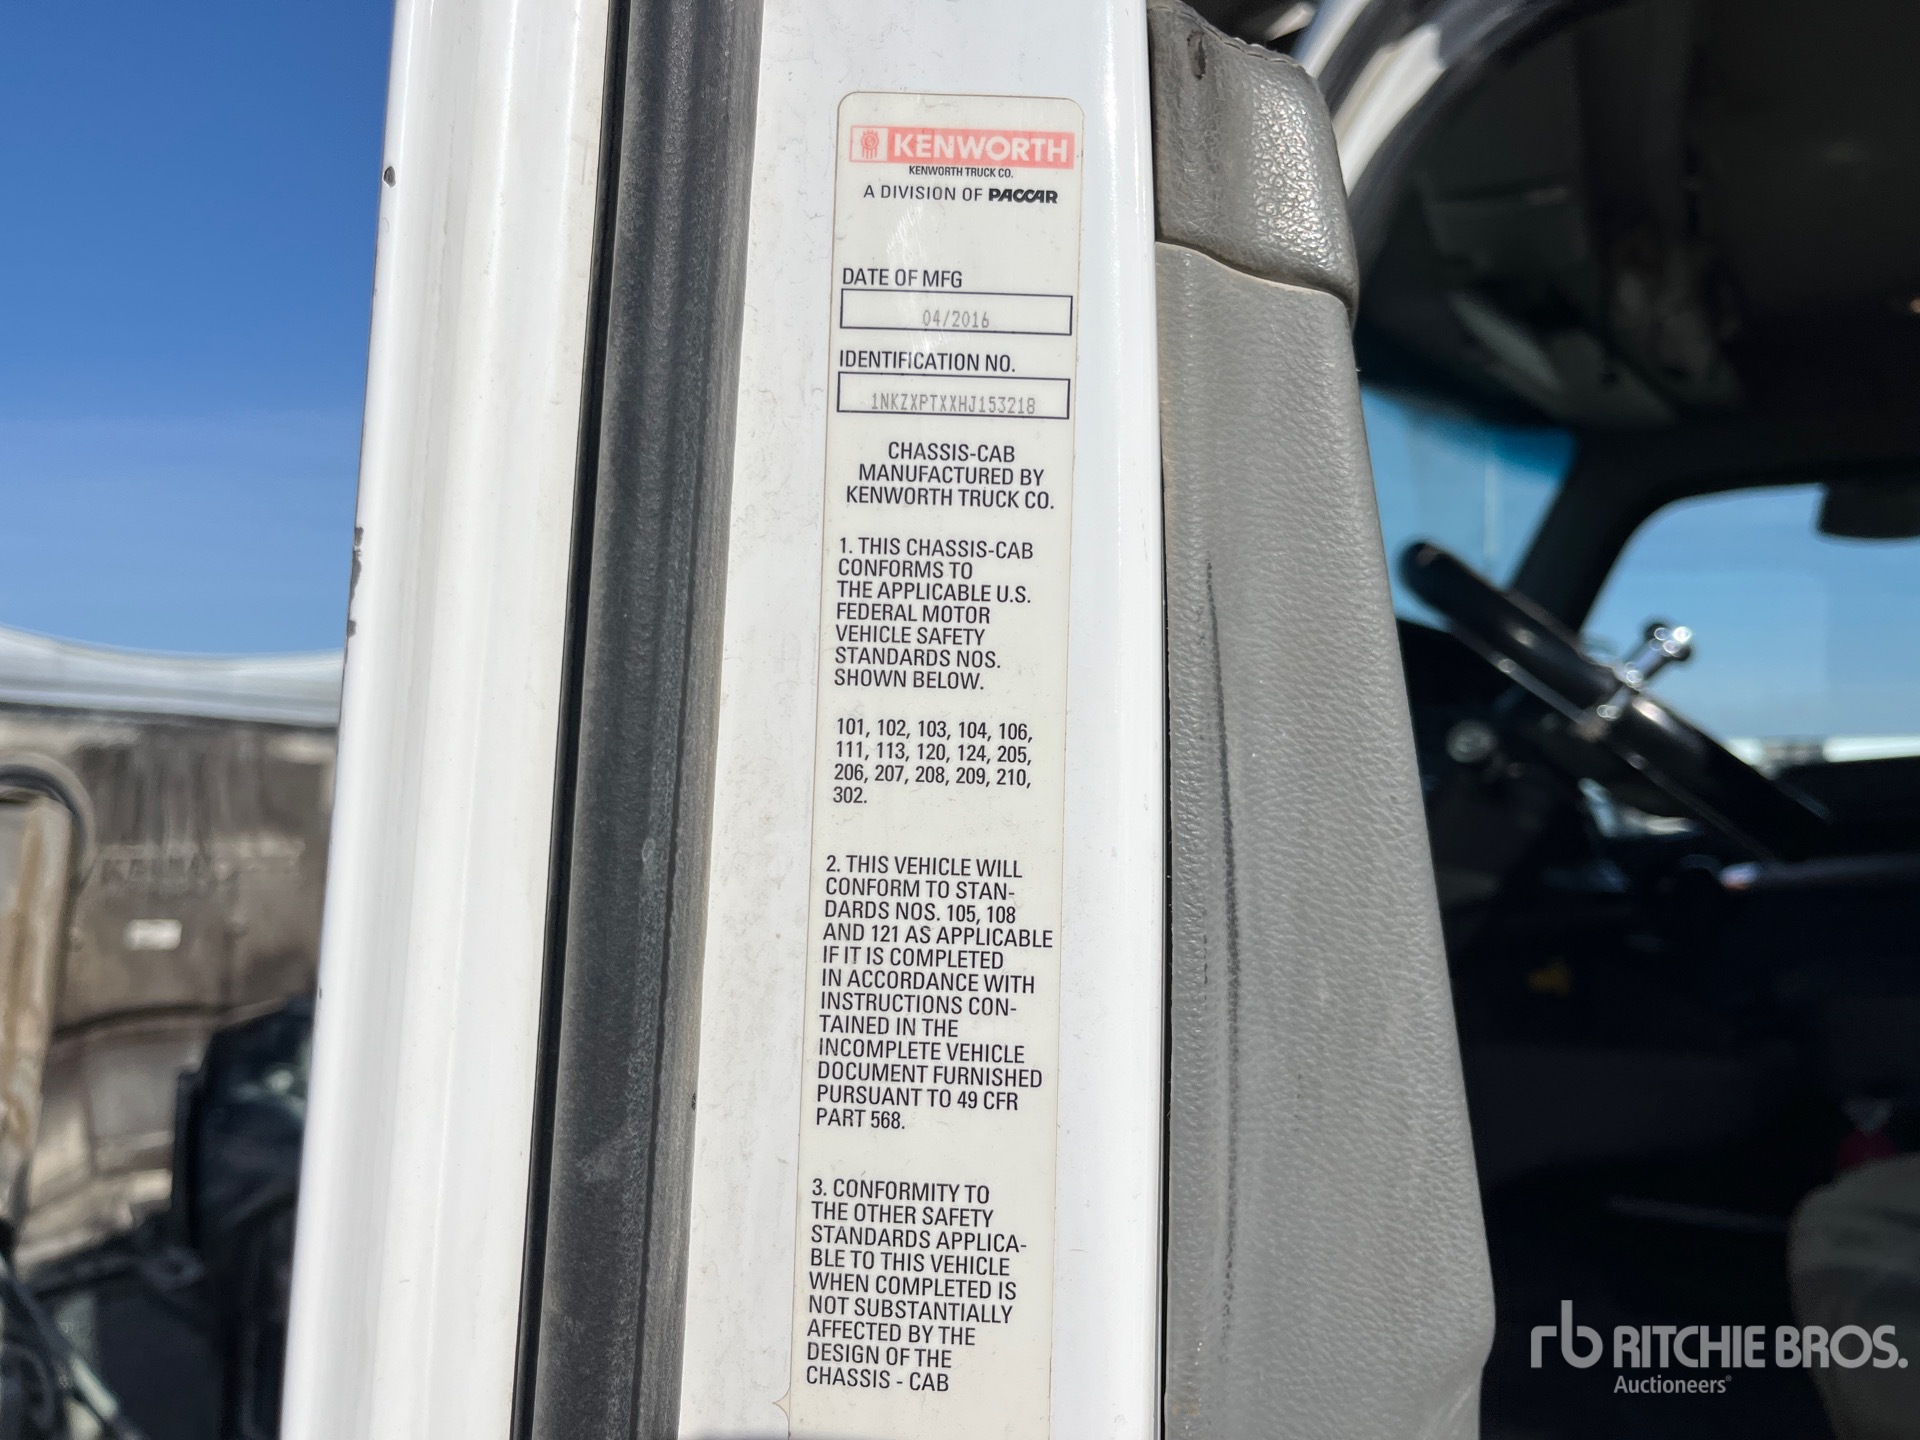 KENWORTH
KENWORTH TRUCK CO.
A DIVISION OF PACCAR
DATE OF MFG
04/2016
IDENTIFICATION NO.
1NKZXPTXXHJ153218
CHASSIS-CAB
MANUFACTURED BY
KENWORTH TRUCK CO.
1. THIS CHASSIS-CAB
CONFORMS TO
THE APPLICABLE U.S.
FEDERAL MOTOR
VEHICLE SAFETY
STANDARDS NOS.
SHOWN BELOW.
101, 102, 103, 104, 106,
111, 113, 120, 124, 205,
206, 207, 208, 209, 210,
302.
2. THIS VEHICLE WILL
CONFORM TO STAN-
DARDS NOS. 105, 108
AND 121 AS APPLICABLE
IF IT IS COMPLETED
IN ACCORDANCE WITH
INSTRUCTIONS CON-
TAINED IN THE
INCOMPLETE VEHICLE
DOCUMENT FURNISHED
PURSUANT TO 49 CFR
PART 568.
3. CONFORMITY TO
THE OTHER SAFETY
STANDARDS APPLICA-
BLE TO THIS VEHICLE
WHEN COMPLETED IS
NOT SUBSTANTIALLY
AFFECTED BY THE
DESIGN OF THE
CHASSIS - CAB
rb RITCHIE BROS.
Auctioneers